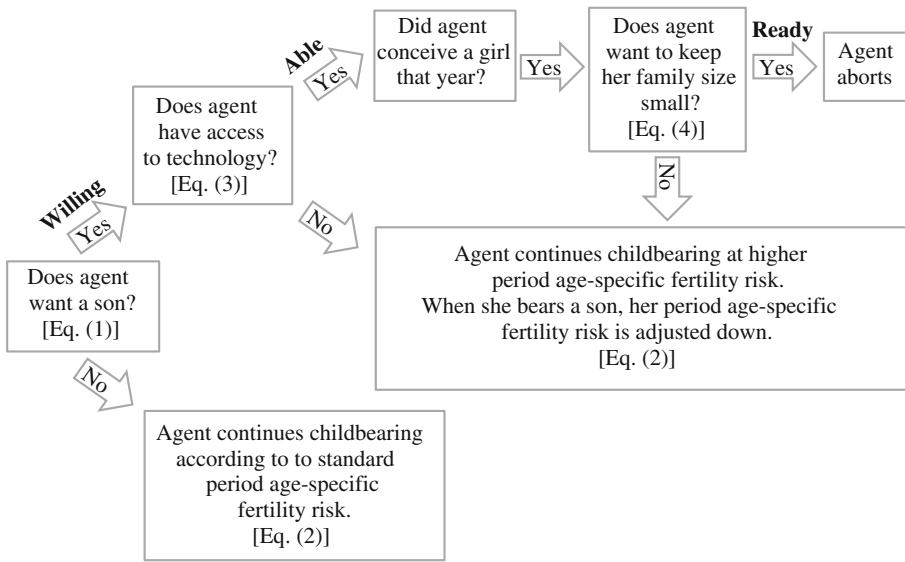 Does agent
want a son?
[Eq. (1)]
Willing
Yes
No
Agent continues childbearing
according to to standard
period age-specific
fertility risk.
[Eq. (2)]
Does agent
have access
to technology?
[Eq. (3)]
Able
Yes
No
Did agent
conceive a girl
that year?
Yes
Does agent
want to keep
her family size
small?
[Eq. (4)]
Ready
Yes
Agent
aborts
No
Agent continues childbearing at higher
period age-specific fertility risk.
When she bears a son, her period age-specific
fertility risk is adjusted down.
[Eq. (2)]